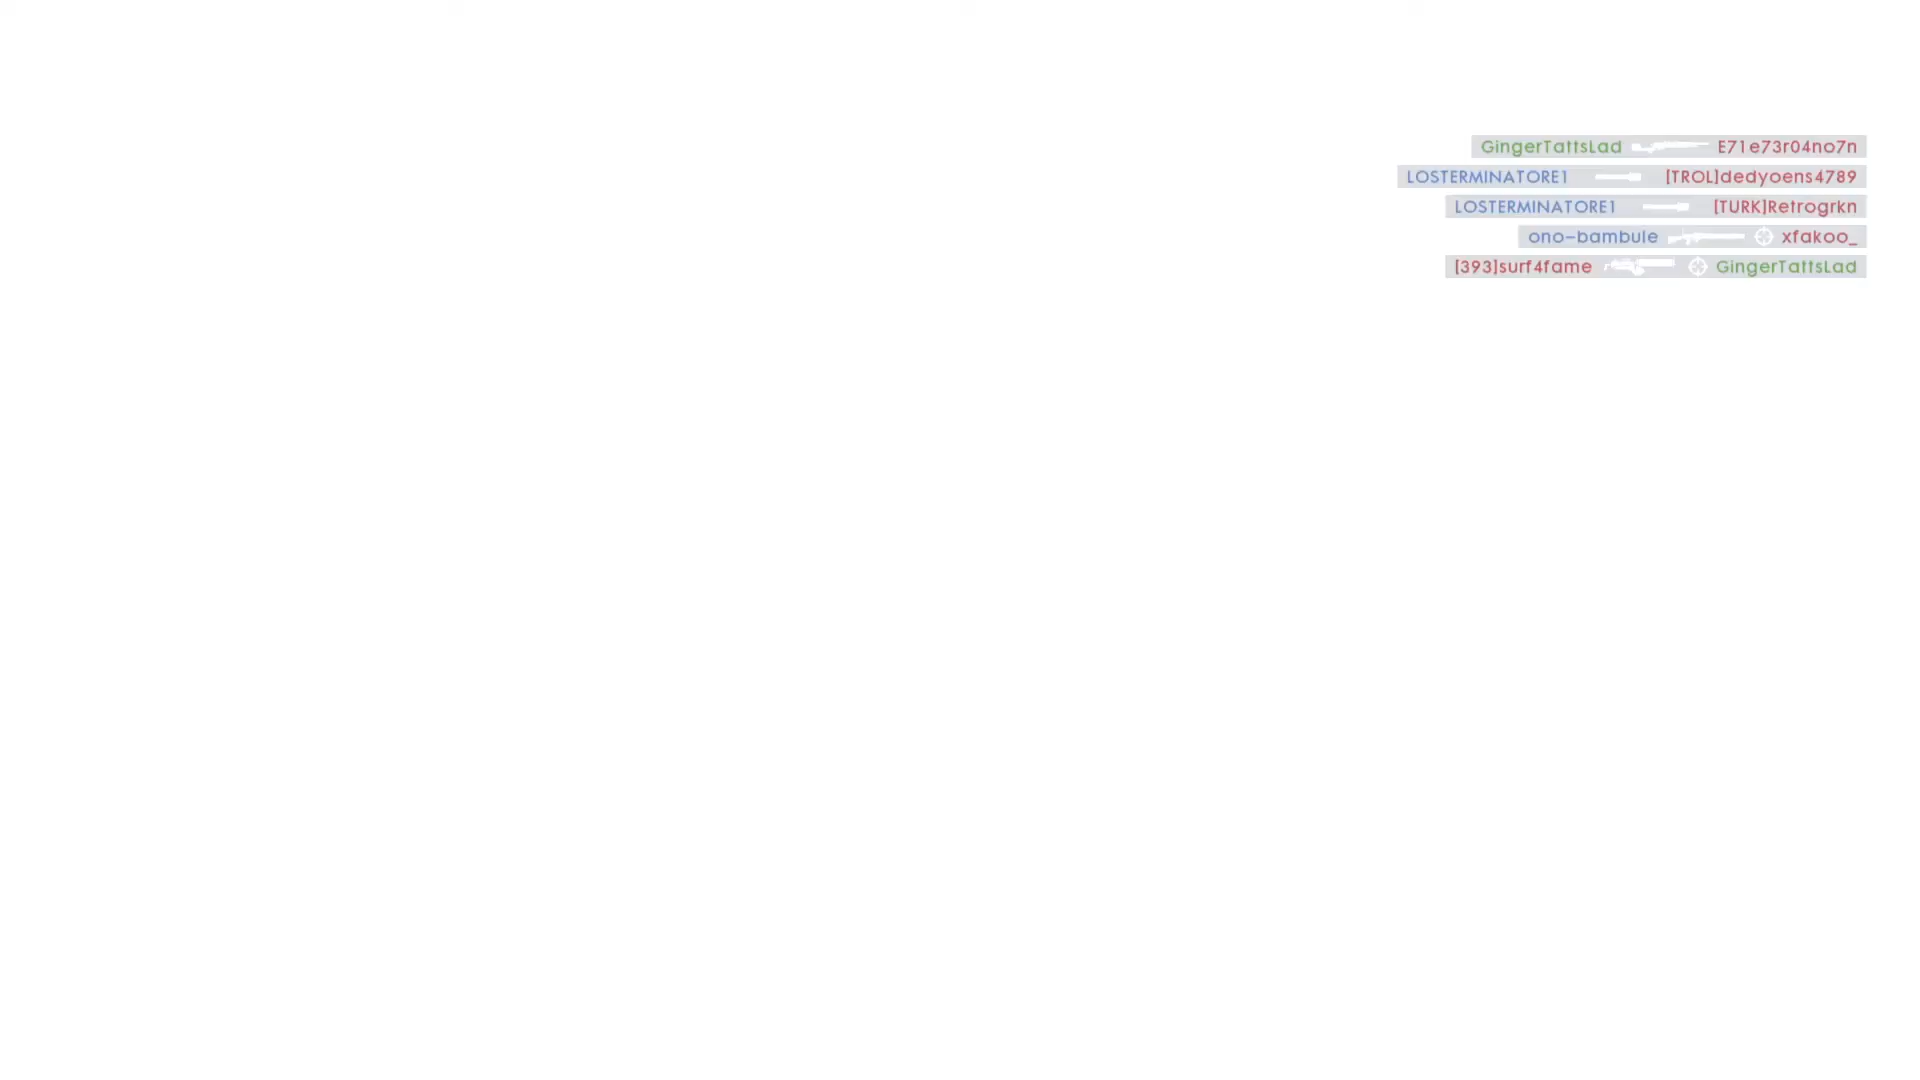 GingerTattsLad E71e73r04no7n
LOSTERMINATORE1 [TROL]dedyoens4789
LOSTERMINATORE1 [TURK]Retrogrkn
ono-bambule xfakoo_
[393]surf4fame GingerTattsLad